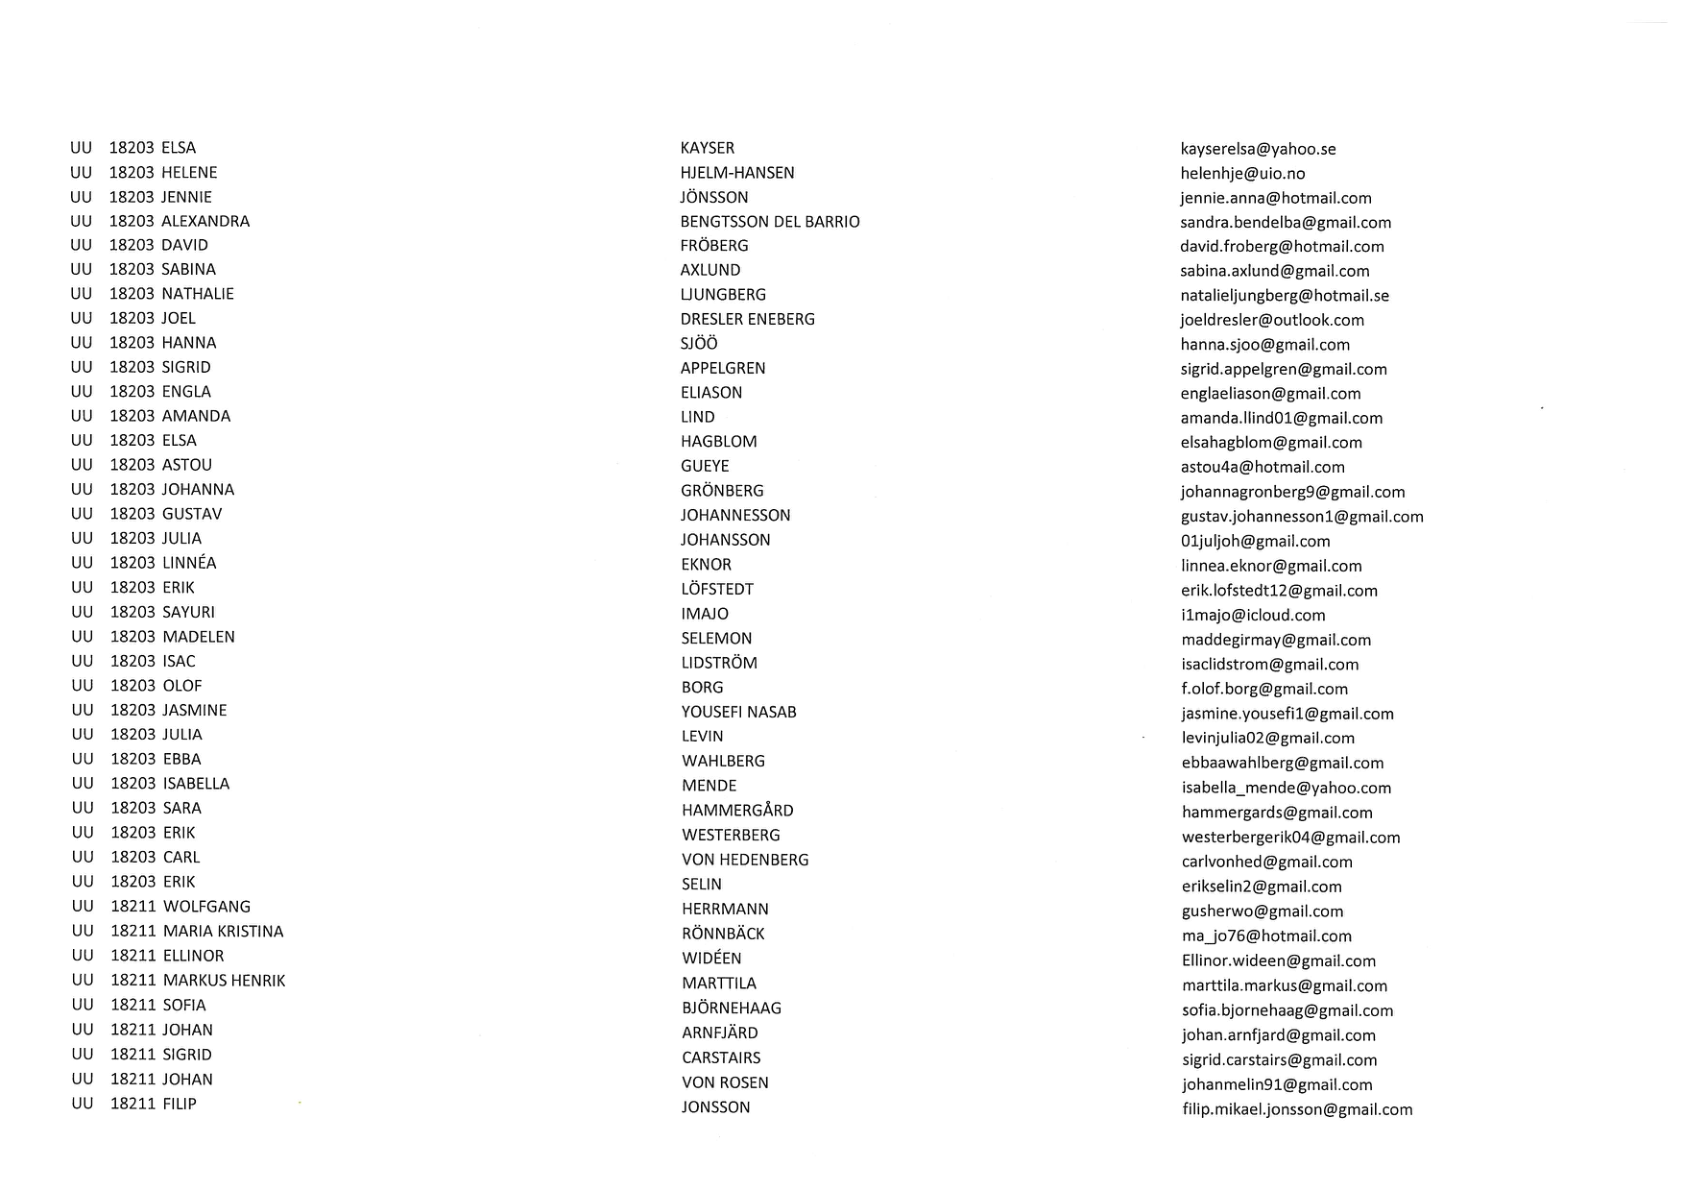 UU 18203 ELSA KAYSER kayserelsa@yahoo.se
UU 18203 HELENE HJELM-HANSEN helenhje@uio.no
UU 18203 JENNIE JÖNSSON jennie.anna@hotmail.com
UU 18203 ALEXANDRA BENGTSSON DEL BARRIO sandra.bendelba@gmail.com
UU 18203 DAVID FRÖBERG david.froberg@hotmail.com
UU 18203 SABINA AXLUND sabina.axlund@gmail.com
UU 18203 NATHALIE LJUNGBERG natalieljungberg@hotmail.se
UU 18203 JOEL DRESLER ENEBERG joeldresler@outlook.com
UU 18203 HANNA SJÖÖ hanna.sjoo@gmail.com
UU 18203 SIGRID APPELGREN sigrid.appelgren@gmail.com
UU 18203 ENGLA ELIASON englaeliason@gmail.com
UU 18203 AMANDA LIND amanda.llind01@gmail.com
UU 18203 ELSA HAGBLOM elsahagblom@gmail.com
UU 18203 ASTOU GUEYE astou4a@hotmail.com
UU 18203 JOHANNA GRÖNBERG johannagronberg9@gmail.com
UU 18203 GUSTAV JOHANNESSON gustav.johannesson1@gmail.com
UU 18203 JULIA JOHANSSON 01juljoh@gmail.com
UU 18203 LINNÉA EKNOR linnea.eknor@gmail.com
UU 18203 ERIK LÖFSTEDT erik.lofstedt12@gmail.com
UU 18203 SAYURI IMAJO i1majo@icloud.com
UU 18203 MADELEN SELEMON maddegirmay@gmail.com
UU 18203 ISAC LIDSTRÖM isaclidstrom@gmail.com
UU 18203 OLOF BORG f.olof.borg@gmail.com
UU 18203 JASMINE YOUSEFI NASAB jasmine.yousefi1@gmail.com
UU 18203 JULIA LEVIN levinjulia02@gmail.com
UU 18203 EBBA WAHLBERG ebbaawahlberg@gmail.com
UU 18203 ISABELLA MENDE isabella_mende@yahoo.com
UU 18203 SARA HAMMERGÅRD hammergards@gmail.com
UU 18203 ERIK WESTERBERG westerbergerik04@gmail.com
UU 18203 CARL VON HEDENBERG carlvonhed@gmail.com
UU 18203 ERIK SELIN erikselin2@gmail.com
UU 18211 WOLFGANG HERRMANN gusherwo@gmail.com
UU 18211 MARIA KRISTINA RÖNNBÄCK ma_jo76@hotmail.com
UU 18211 ELLINOR WIDÉEN Ellinor.wideen@gmail.com
UU 18211 MARKUS HENRIK MARTTILA marttila.markus@gmail.com
UU 18211 SOFIA BJÖRNEHAAG sofia.bjornehaag@gmail.com
UU 18211 JOHAN ARNFJÄRD johan.arnfjard@gmail.com
UU 18211 SIGRID CARSTAIRS sigrid.carstairs@gmail.com
UU 18211 JOHAN VON ROSEN johanmelin91@gmail.com
UU 18211 FILIP JONSSON filip.mikael.jonsson@gmail.com